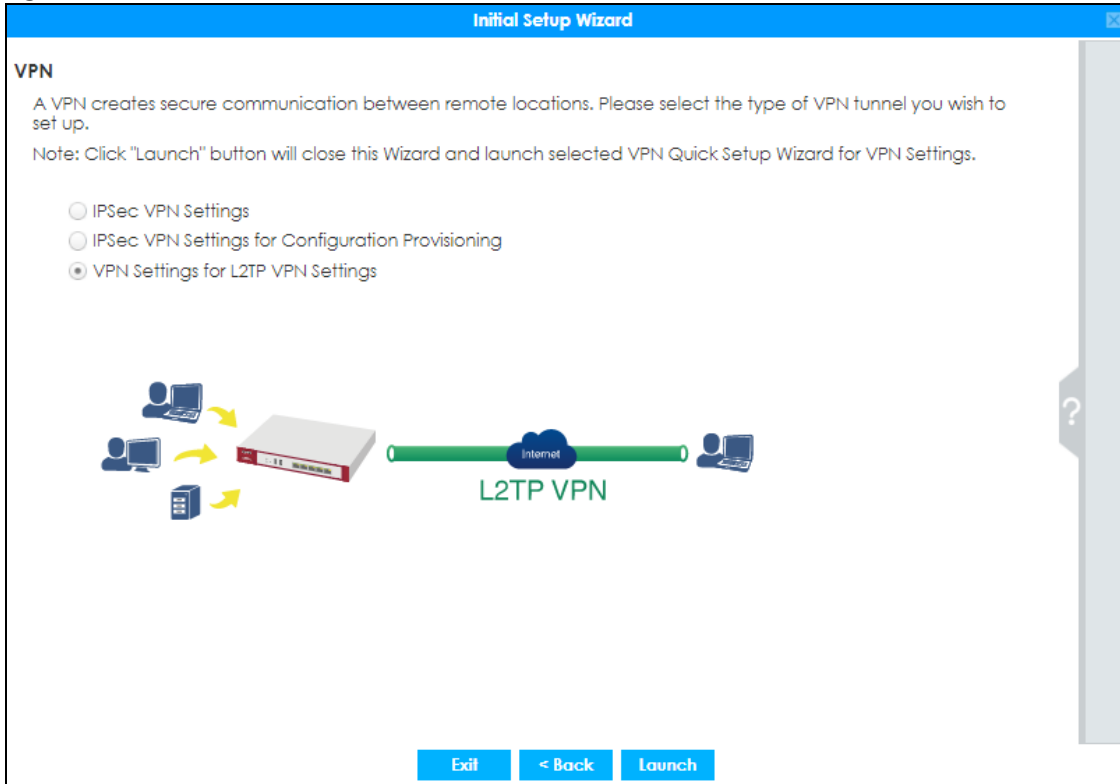 Initial Setup Wizard
VPN
A VPN creates secure communication between remote locations. Please select the type of VPN tunnel you wish to
set up.
Note: Click "Launch" button will close this Wizard and launch selected VPN Quick Setup Wizard for VPN Settings.
IPSec VPN Settings
IPSec VPN Settings for Configuration Provisioning
VPN Settings for L2TP VPN Settings
?
Internet
L2TP VPN
Exit
< Back
Launch